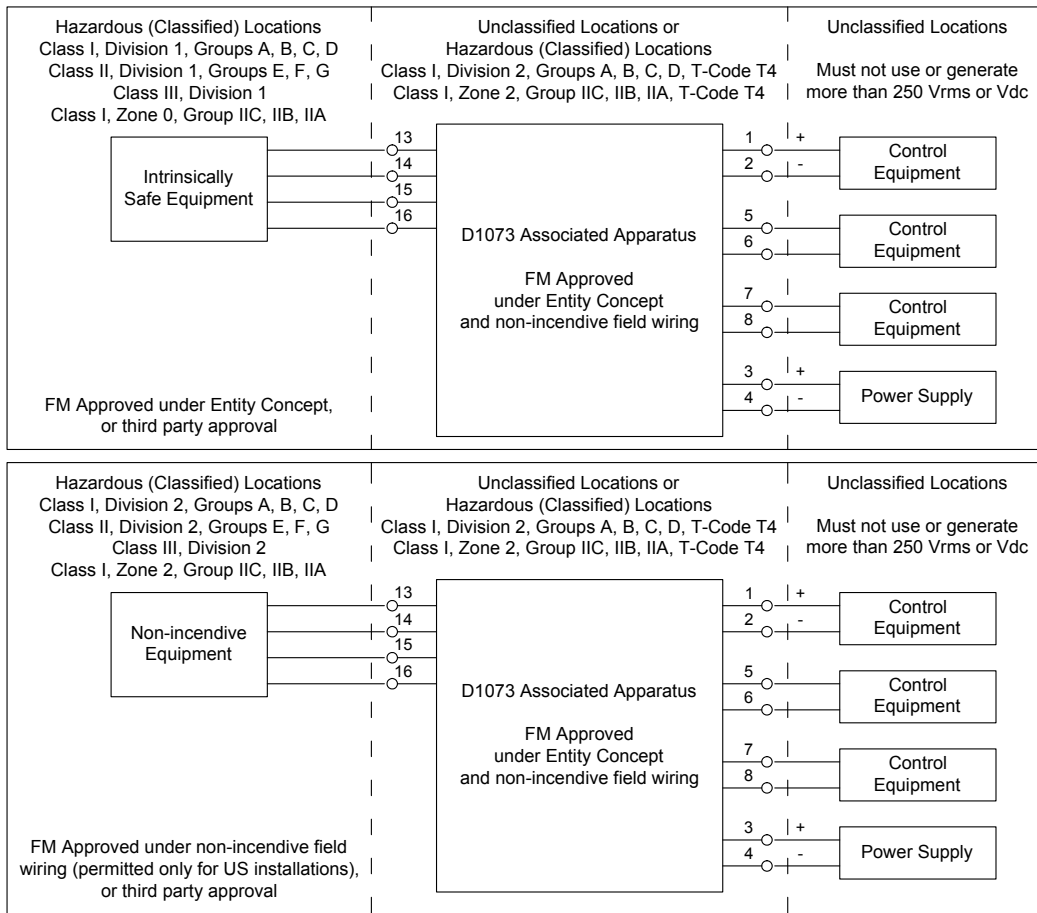 Hazardous (Classified) Locations
Class I, Division 1, Groups A, B, C, D
Class II, Division 1, Groups E, F, G
Class III, Division 1
Class I, Zone 0, Group IIC, IIB, IIA
Unclassified Locations or
Hazardous (Classified) Locations
Class I, Division 2, Groups A, B, C, D, T-Code T4
Class I, Zone 2, Group IIC, IIB, IIA, T-Code T4
Unclassified Locations
Must not use or generate
more than 250 Vrms or Vdc
Intrinsically
Safe Equipment
13
14
15
16
D1073 Associated Apparatus
FM Approved
under Entity Concept
and non-incendive field wiring
1 +
2 -
Control
Equipment
5
6
Control
Equipment
7
8
Control
Equipment
3 +
4 -
Power Supply
FM Approved under Entity Concept,
or third party approval
Hazardous (Classified) Locations
Class I, Division 2, Groups A, B, C, D
Class II, Division 2, Groups E, F, G
Class III, Division 2
Class I, Zone 2, Group IIC, IIB, IIA
Unclassified Locations or
Hazardous (Classified) Locations
Class I, Division 2, Groups A, B, C, D, T-Code T4
Class I, Zone 2, Group IIC, IIB, IIA, T-Code T4
Unclassified Locations
Must not use or generate
more than 250 Vrms or Vdc
Non-incendive
Equipment
13
14
15
16
D1073 Associated Apparatus
FM Approved
under Entity Concept
and non-incendive field wiring
1 +
2 -
Control
Equipment
5
6
Control
Equipment
7
8
Control
Equipment
3 +
4 -
Power Supply
FM Approved under non-incendive field
wiring (permitted only for US installations),
or third party approval